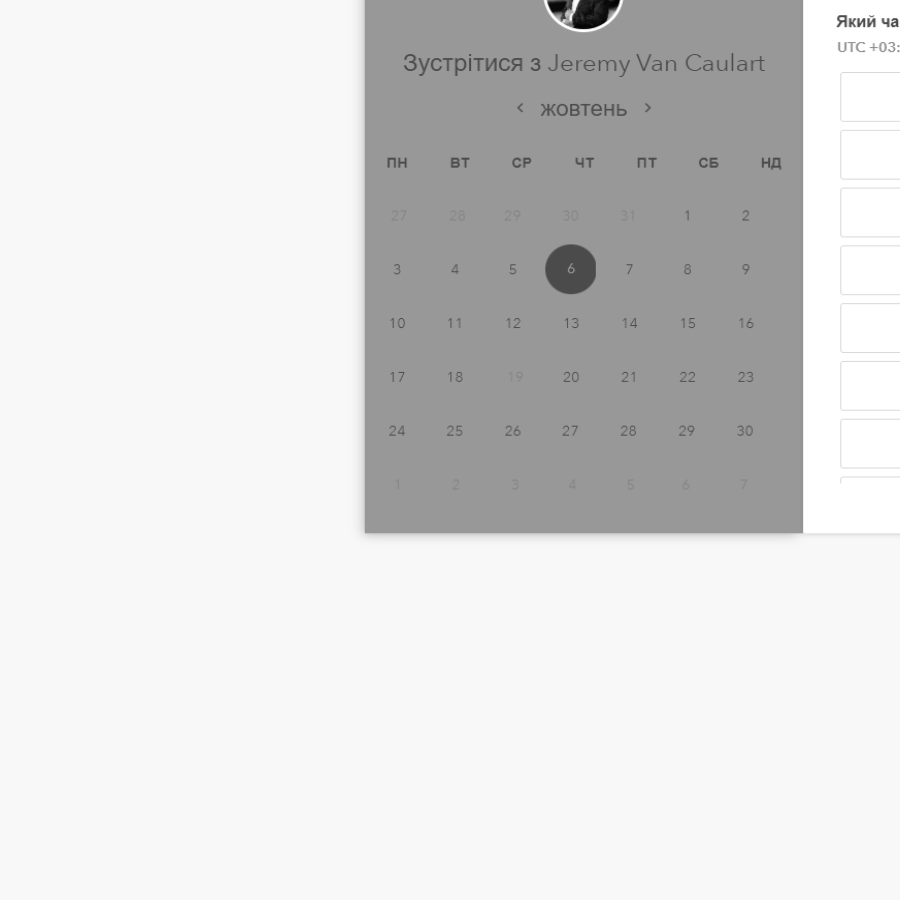 Зустрітися з Jeremy Van Caulart
жовтень
ПН ВТ СР ЧТ ПТ СБ НД
27 28 29 30 31 1 2
3 4 5 6 7 8 9
10 11 12 13 14 15 16
17 18 19 20 21 22 23
24 25 26 27 28 29 30
1 2 3 4 5 6 7
Який ча
UTC +03: